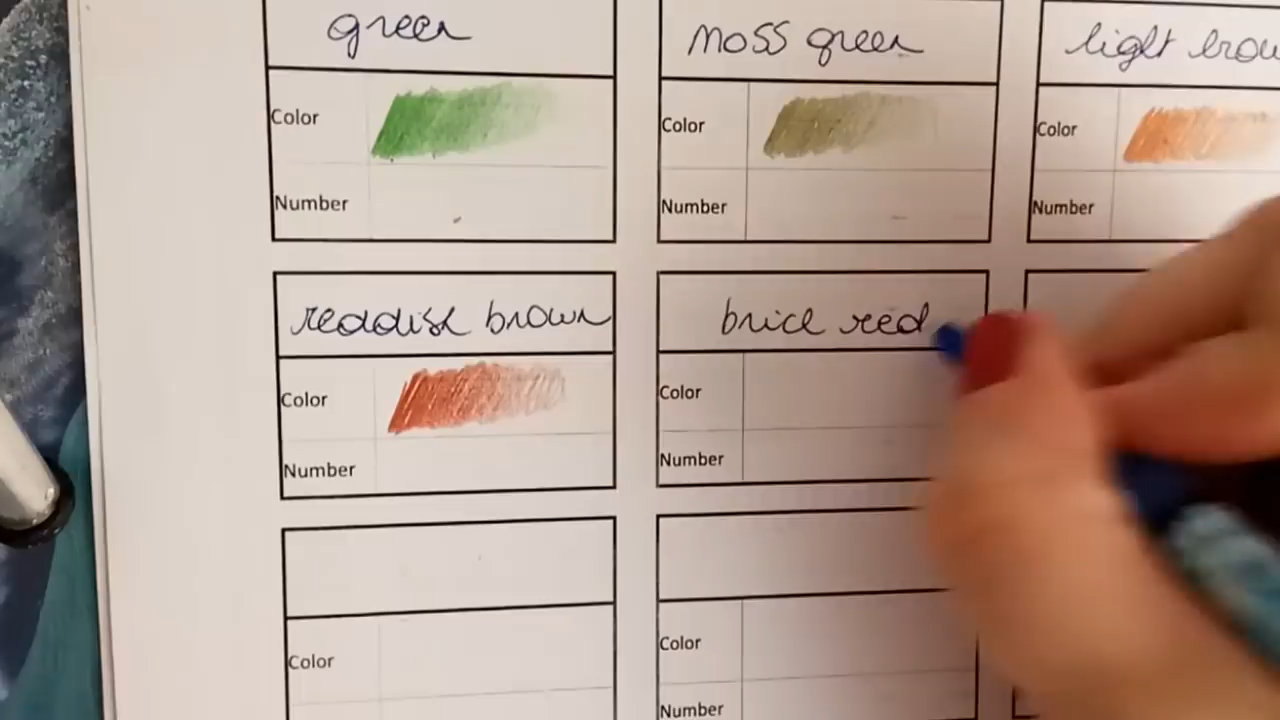 green
moss green
light brow
Color
Color
Color
Number
Number
Number
reddish brown
brick red
Color
Color
Number
Number
Color
Color
Number